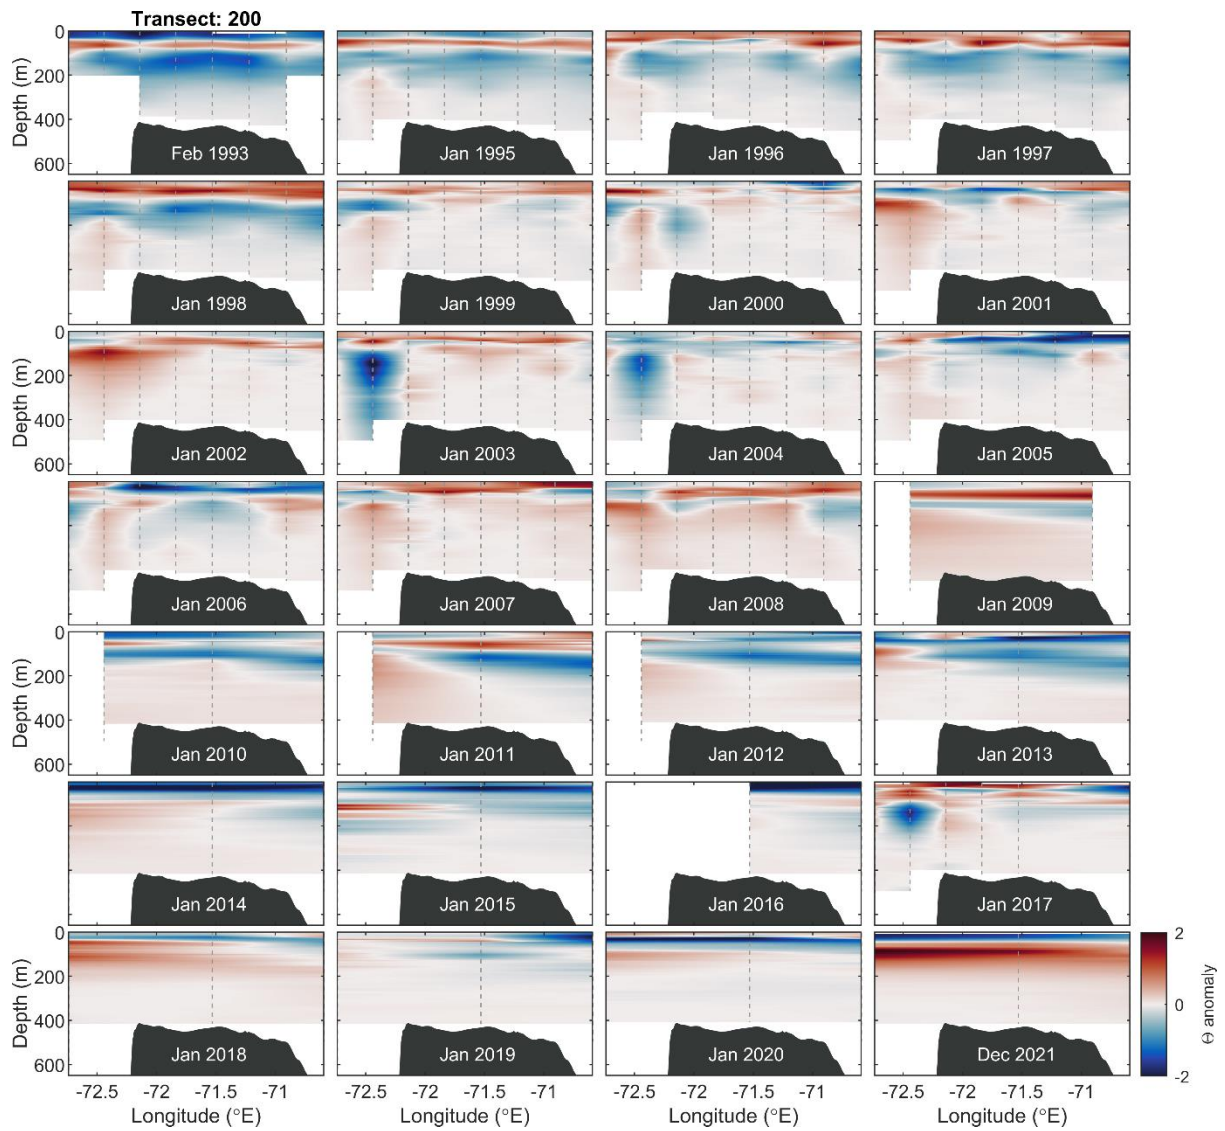 Transect: 200
0
200
400
600
Depth (m)
Feb 1993
Jan 1995
Jan 1996
Jan 1997
Jan 1998
Jan 1999
Jan 2000
Jan 2001
0
200
400
600
Depth (m)
Jan 2002
Jan 2003
Jan 2004
Jan 2005
Jan 2006
Jan 2007
Jan 2008
Jan 2009
0
200
400
600
Depth (m)
Jan 2010
Jan 2011
Jan 2012
Jan 2013
Jan 2014
Jan 2015
Jan 2016
Jan 2017
0
200
400
600
Depth (m)
Jan 2018
Jan 2019
Jan 2020
Dec 2021
2
0
-2
Θ anomaly
-72.5 -72 -71.5 -71
-72.5 -72 -71.5 -71
-72.5 -72 -71.5 -71
-72.5 -72 -71.5 -71
Longitude (°E)
Longitude (°E)
Longitude (°E)
Longitude (°E)